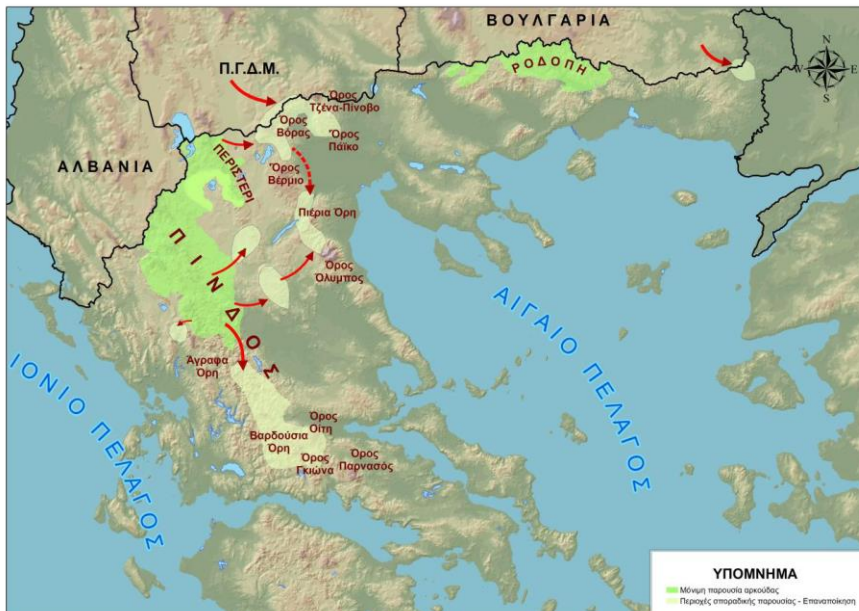 ΒΟΥΛΓΑΡΙΑ
Π.Γ.Δ.Μ.
ΡΟΔΟΠΗ
N
W
E
S
Όρος
Τζένα-Πίνοβο
Όρος
Βόρας
Όρος
Πάϊκο
ΑΛΒΑΝΙΑ
ΠΕΡΙΣΤΕΡΙ
Όρος
Βέρμιο
Πιέρια Όρη
ΠΙΝΔΟΣ
Όρος
Όλυμπος
ΑΙΓΑΙΟ ΠΕΛΑΓΟΣ
ΙΟΝΙΟ ΠΕΛΑΓΟΣ
Άγραφα
Όρη
Όρος
Οίτη
Βαρδούσια
Όρη
Όρος
Γκιώνα
Όρος
Παρνασός
ΥΠΟΜΝΗΜΑ
Μόνιμη παρουσία αρκούδας
Περιοχές σποραδικής παρουσίας - Επαναποίκηση